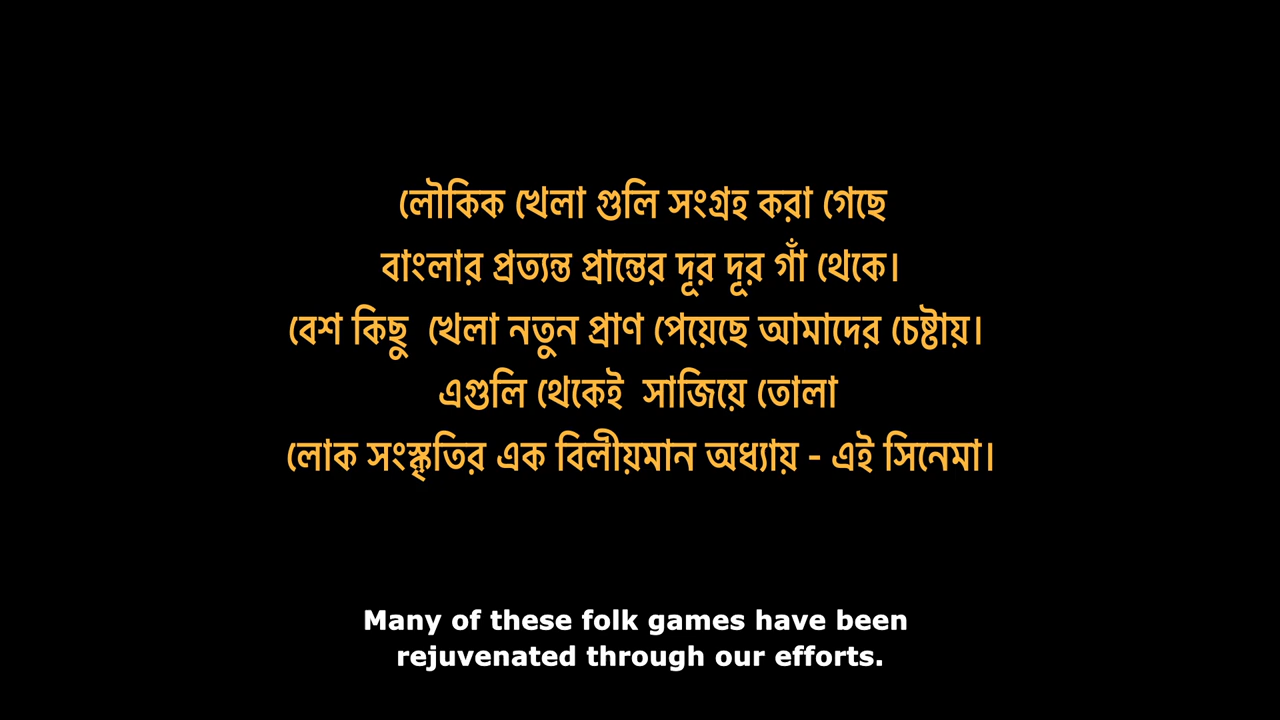 লৌকিক খেলা গুলি সংগ্রহ করা গেছে
বাংলার প্রত্যন্ত প্রান্তের দূর দূর গাঁ থেকে।
বেশ কিছু খেলা নতুন প্রাণ পেয়েছে আমাদের চেষ্টায়।
এগুলি থেকেই সাজিয়ে তোলা
লোক সংস্কৃতির এক বিলীয়মান অধ্যায় - এই সিনেমা।
Many of these folk games have been
rejuvenated through our efforts.